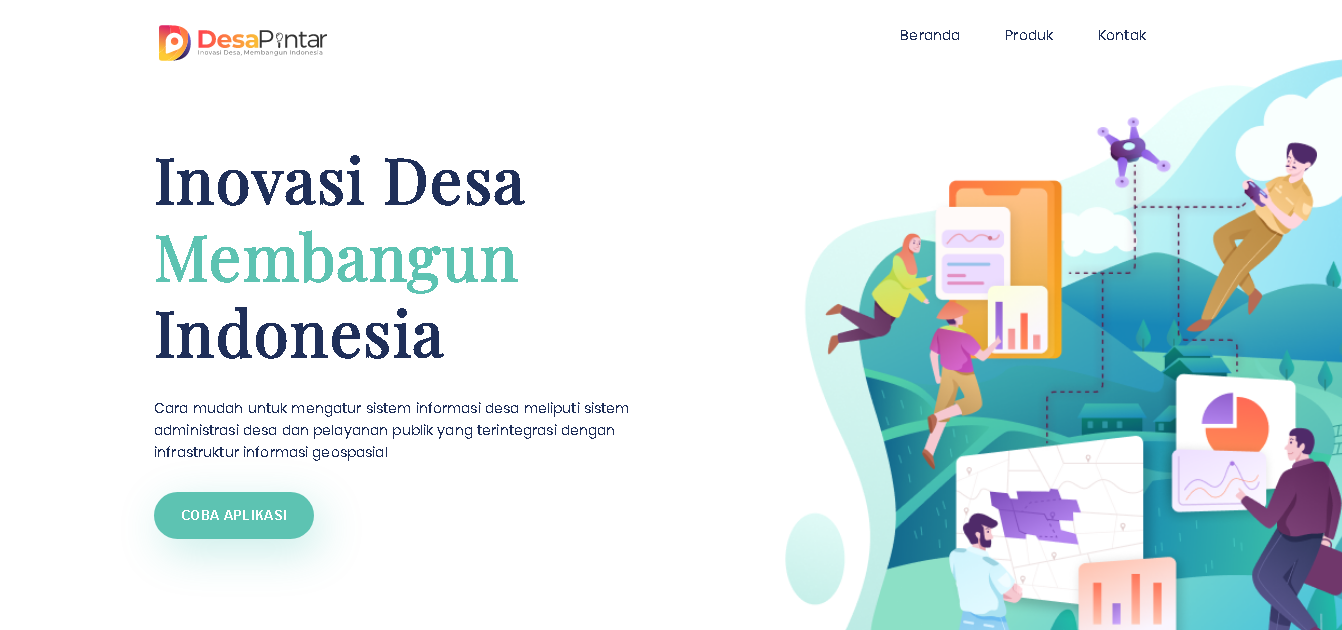 DesaPintar
Inovasi Desa, Membangun Indonesia
Beranda
Produk
Kontak
Inovasi Desa
Membangun
Indonesia
Cara mudah untuk mengatur sistem informasi desa meliputi sistem
administrasi desa dan pelayanan publik yang terintegrasi dengan
infrastruktur informasi geospasial
COBA APLIKASI